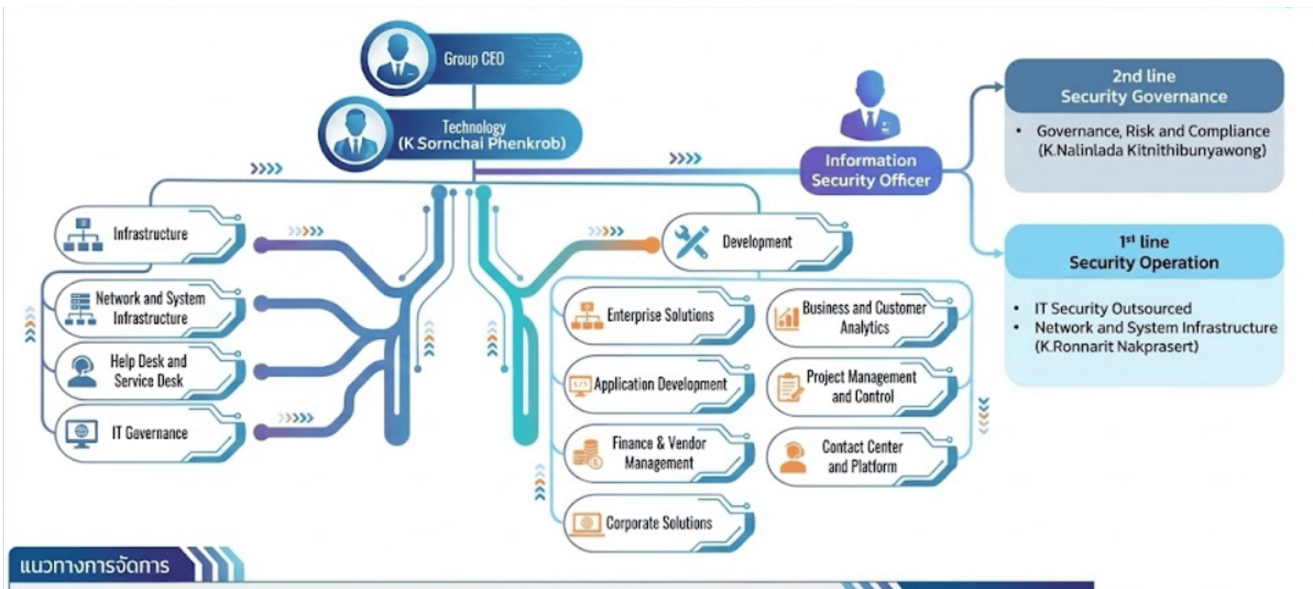 Group CEO
Technology
(K Sornchai Phenkrob)
Information
Security Officer
2nd line
Security Governance
• Governance, Risk and Compliance
(K.Nalinlada Kitnithibunyawong)
1st line
Security Operation
• IT Security Outsourced
• Network and System Infrastructure
(K.Ronnarit Nakprasert)
Infrastructure
Network and System
Infrastructure
Help Desk and
Service Desk
IT Governance
Development
Enterprise Solutions
Application Development
Finance & Vendor
Management
Corporate Solutions
Business and Customer
Analytics
Project Management
and Control
Contact Center
and Platform
แนวทางการจัดการ